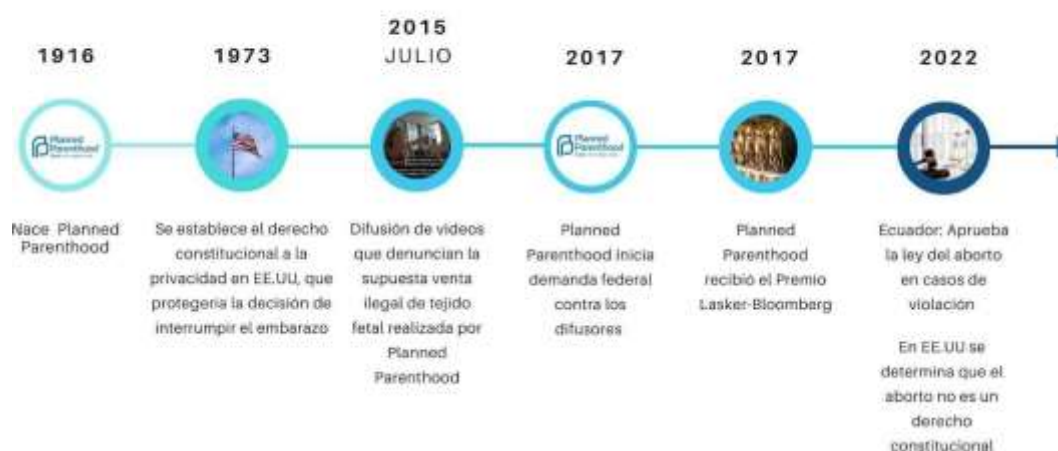 1916
Nace Planned
Parenthood
1973
Se establece el derecho
constitucional a la
privacidad en EE.UU, que
protegería la decisión de
interrumpir el embarazo
2015
JULIO
Difusión de videos
que denuncian la
supuesta venta
ilegal de tejido
fetal realizada por
Planned
Parenthood
2017
Planned
Parenthood
Planned
Parenthood inicia
demanda federal
contra los
difusores
2017
Planned
Parenthood
recibió el Premio
Lasker-Bloomberg
2022
Ecuador: Aprueba
la ley del aborto
en casos de
violación
En EE.UU se
determina que el
aborto no es un
derecho
constitucional